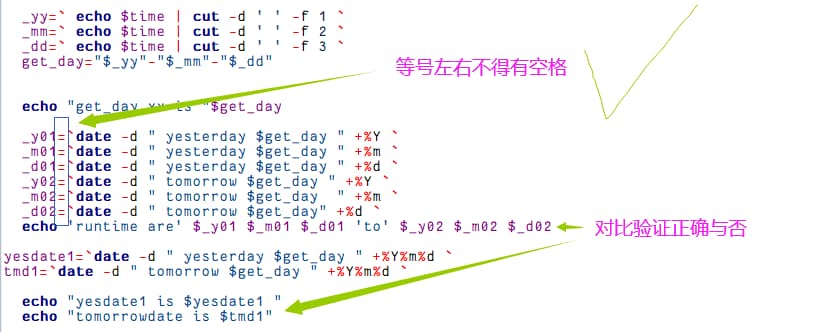 _yy=` echo $time | cut -d ' ' -f 1 `
_mm=` echo $time | cut -d ' ' -f 2 `
_dd=` echo $time | cut -d ' ' -f 3 `
get_day="$_yy"-"$_mm"-"$_dd"
等号左右不得有空格
echo "get_day xx is "$get_day
_y01=`date -d " yesterday $get_day " +%Y `
_m01=`date -d " yesterday $get_day " +%m `
_d01=`date -d " yesterday $get_day " +%d `
_y02=`date -d " tomorrow $get_day " +%Y `
_m02=`date -d " tomorrow $get_day  " +%m `
_d02=`date -d " tomorrow $get_day" +%d `
echo 'runtime are' $_y01 $_m01 $_d01 'to' $_y02 $_m02 $_d02
对比验证正确与否
yesdate1=`date -d " yesterday $get_day " +%Y%m%d `
tmd1=`date -d " tomorrow $get_day " +%Y%m%d `
echo "yesdate1 is $yesdate1 "
echo "tomorrowdate is $tmd1"